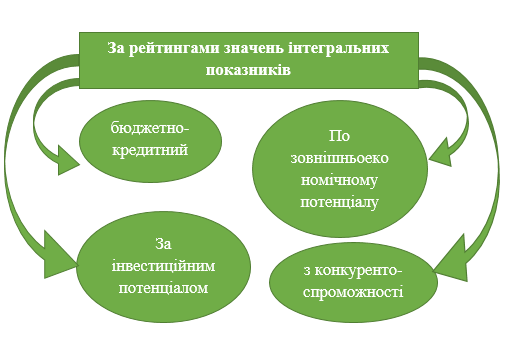 За рейтингами значень інтегральних
показників
бюджетно-
кредитний
По
зовнішньоеко
номічному
потенціалу
За
інвестиційним
потенціалом
з конкуренто-
спроможності